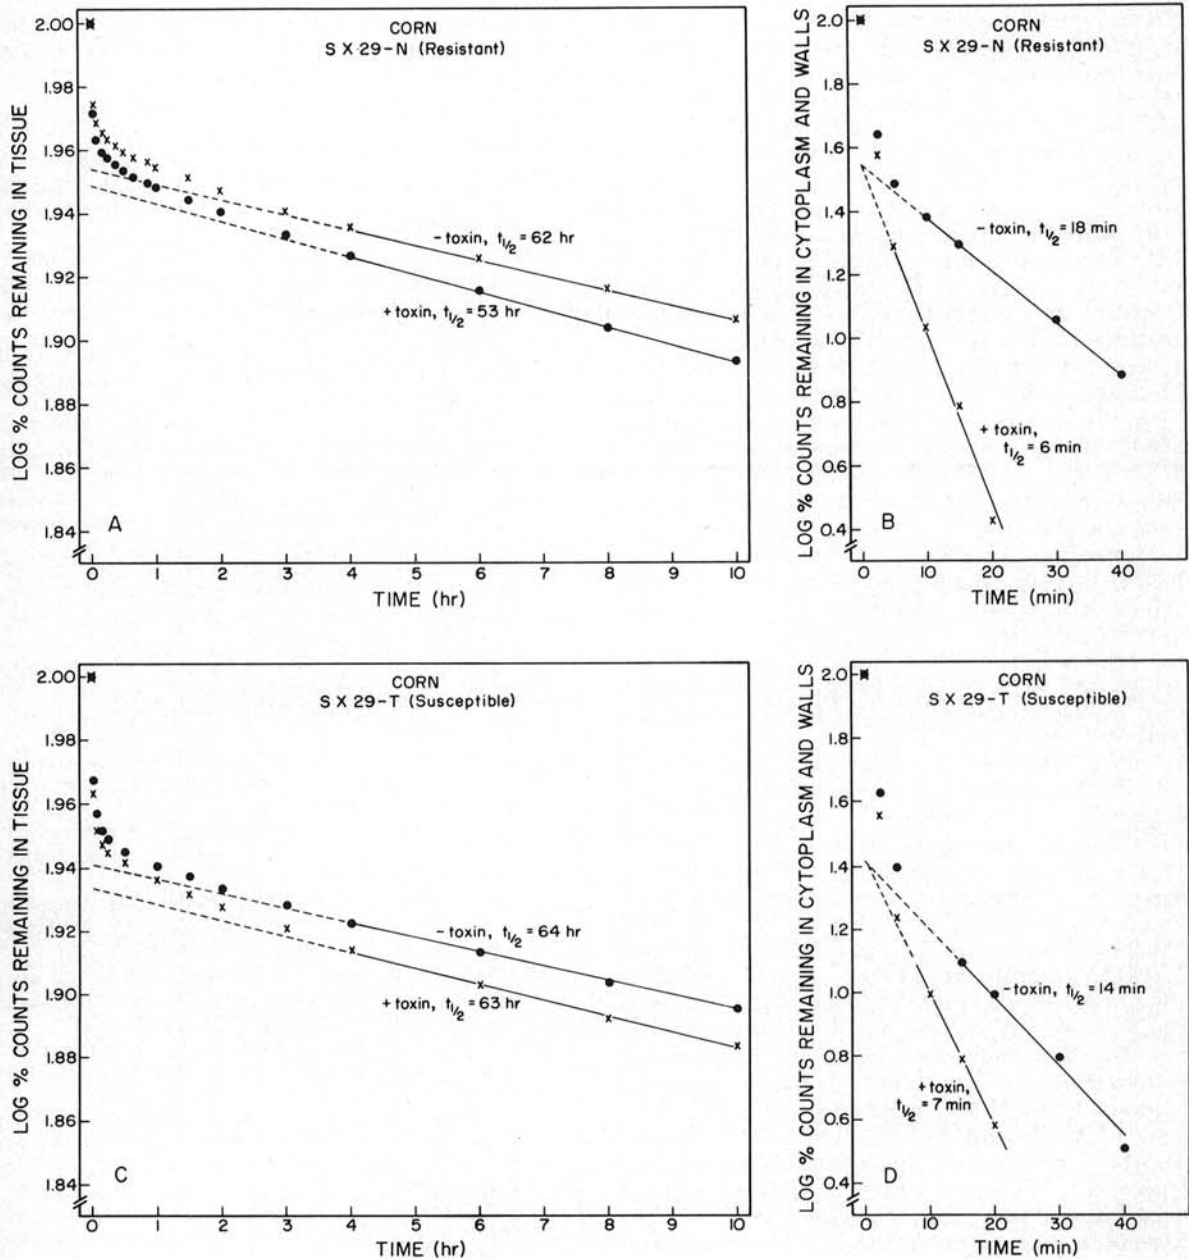 CORN
S X 29-N (Resistant)
LOG % COUNTS REMAINING IN TISSUE
2.00
1.98
1.96
1.94
1.92
1.90
1.88
1.86
1.84
-toxin, t1/2 = 62 hr
+toxin, t1/2 = 53 hr
A
0 1 2 3 4 5 6 7 8 9 10
TIME (hr)
CORN
S X 29-N (Resistant)
LOG % COUNTS REMAINING IN CYTOPLASM AND WALLS
2.0
1.8
1.6
1.4
1.2
1.0
0.8
0.6
0.4
-toxin, t1/2 = 18 min
+ toxin,
t1/2 = 6 min
B
0 10 20 30 40
TIME (min)
CORN
S X 29-T (Susceptible)
LOG % COUNTS REMAINING IN TISSUE
2.00
1.98
1.96
1.94
1.92
1.90
1.88
1.86
1.84
-toxin, t1/2 = 64 hr
+toxin, t1/2 = 63 hr
C
0 1 2 3 4 5 6 7 8 9 10
TIME (hr)
CORN
S X 29-T (Susceptible)
LOG % COUNTS REMAINING IN CYTOPLASM AND WALLS
2.0
1.8
1.6
1.4
1.2
1.0
0.8
0.6
0.4
-toxin, t1/2 = 14 min
+toxin,
t1/2 = 7 min
D
0 10 20 30 40
TIME (min)